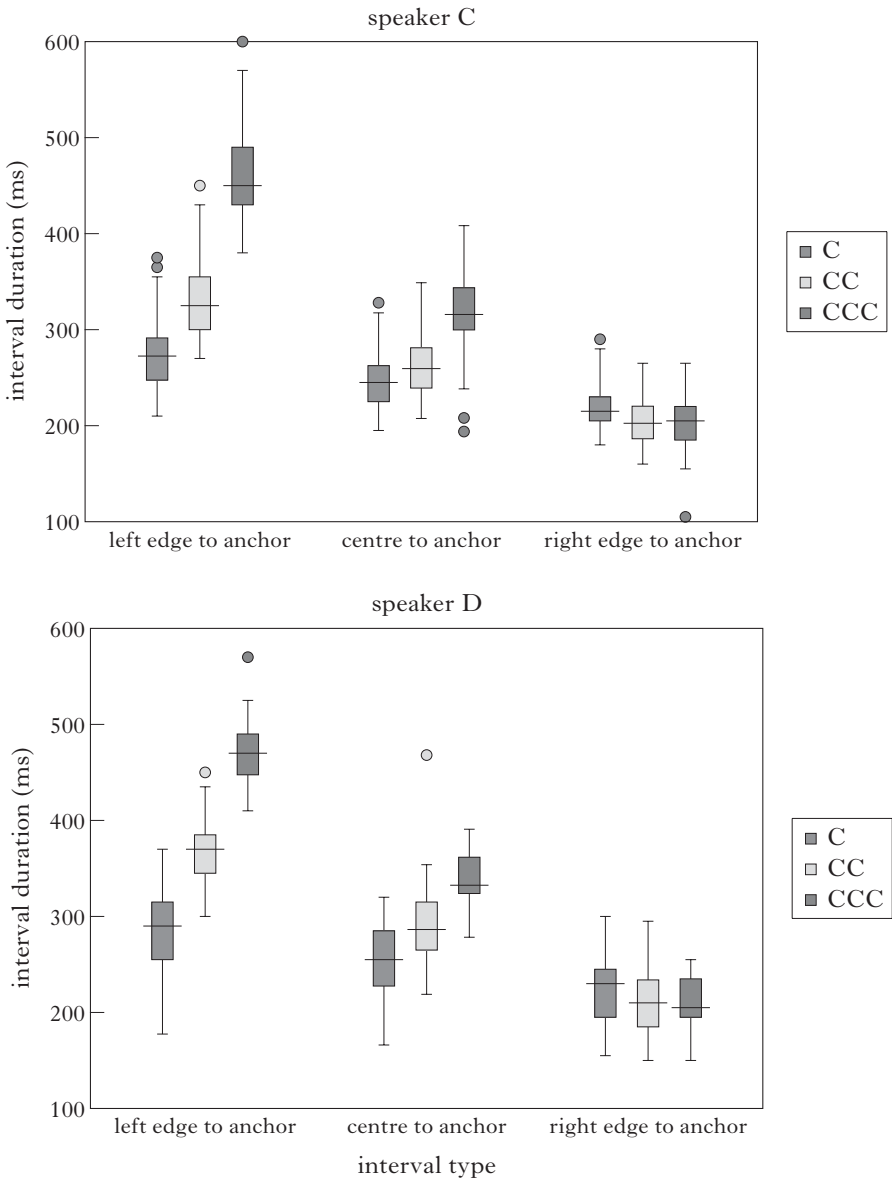 speaker C
600
500
400
300
200
100
interval duration (ms)
left edge to anchor centre to anchor right edge to anchor
C
CC
CCC
speaker D
600
500
400
300
200
100
interval duration (ms)
left edge to anchor centre to anchor right edge to anchor
interval type
C
CC
CCC